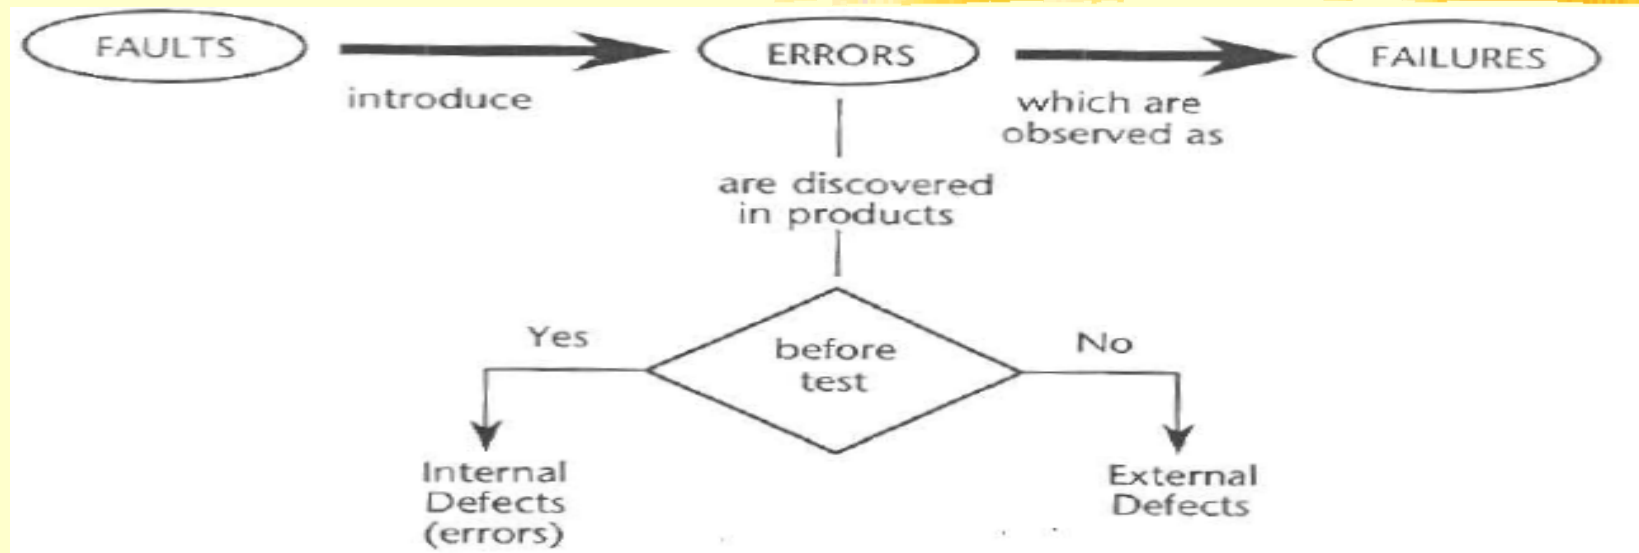 FAULTS
introduce
ERRORS
which are
observed as
FAILURES
are discovered
in products
before
test
Yes
No
Internal
Defects
(errors)
External
Defects